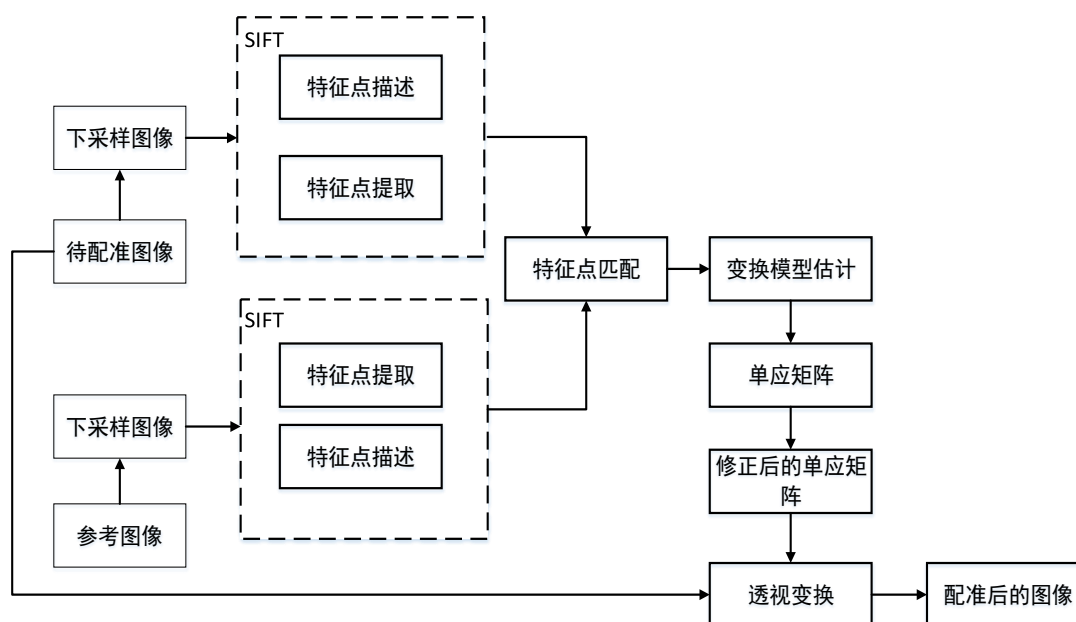 SIFT
特征点描述
下采样图像
特征点提取
待配准图像
特征点匹配
变换模型估计
SIFT
特征点提取
单应矩阵
下采样图像
特征点描述
修正后的单应矩
阵
参考图像
透视变换
配准后的图像